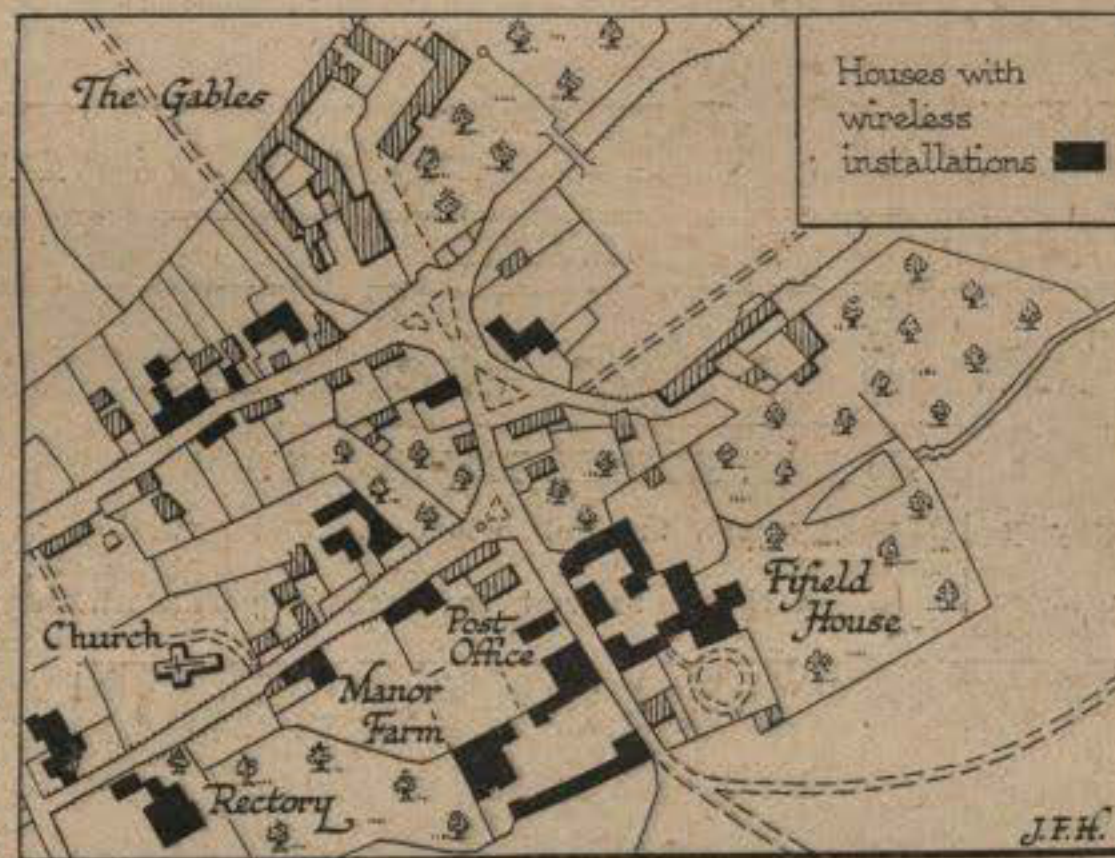 The Gables
Houses with
wireless
installations
Fifield
House
Church
Post
Office
Manor
Farm
Rectory
J.F.H.